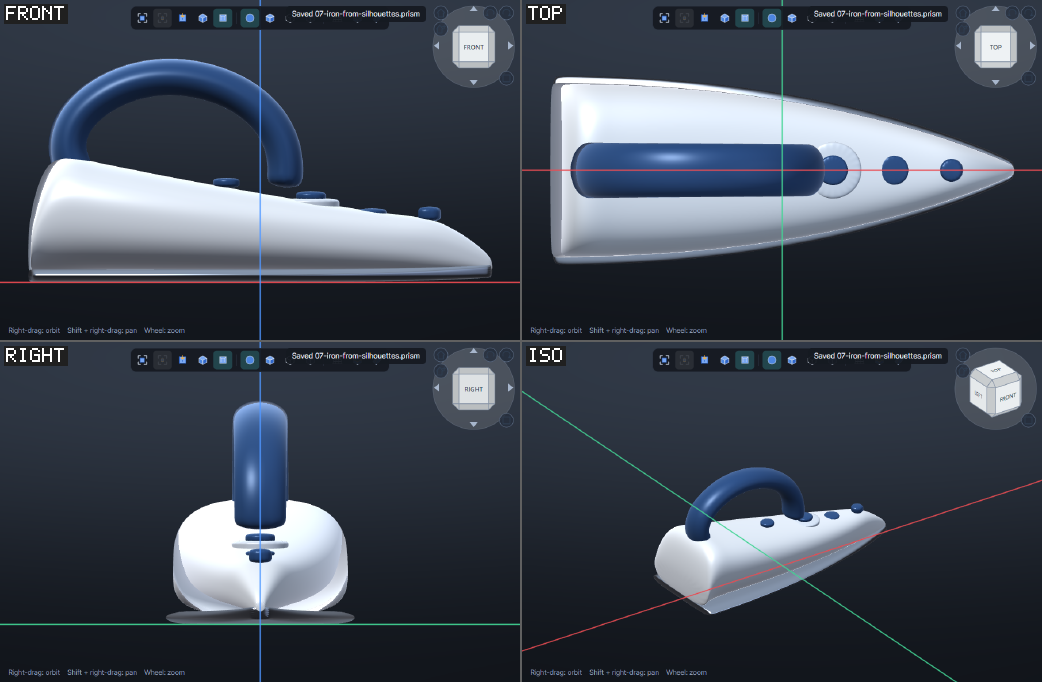 FRONT
Saved 07-iron-from-silhouettes.prism
FRONT
Right-drag: orbit Shift + right-drag: pan Wheel: zoom
TOP
Saved 07-iron-from-silhouettes.prism
TOP
Right-drag: orbit Shift + right-drag: pan Wheel: zoom
RIGHT
Saved 07-iron-from-silhouettes.prism
RIGHT
Right-drag: orbit Shift + right-drag: pan Wheel: zoom
ISO
Saved 07-iron-from-silhouettes.prism
TOP
FRONT
Right-drag: orbit Shift + right-drag: pan Wheel: zoom